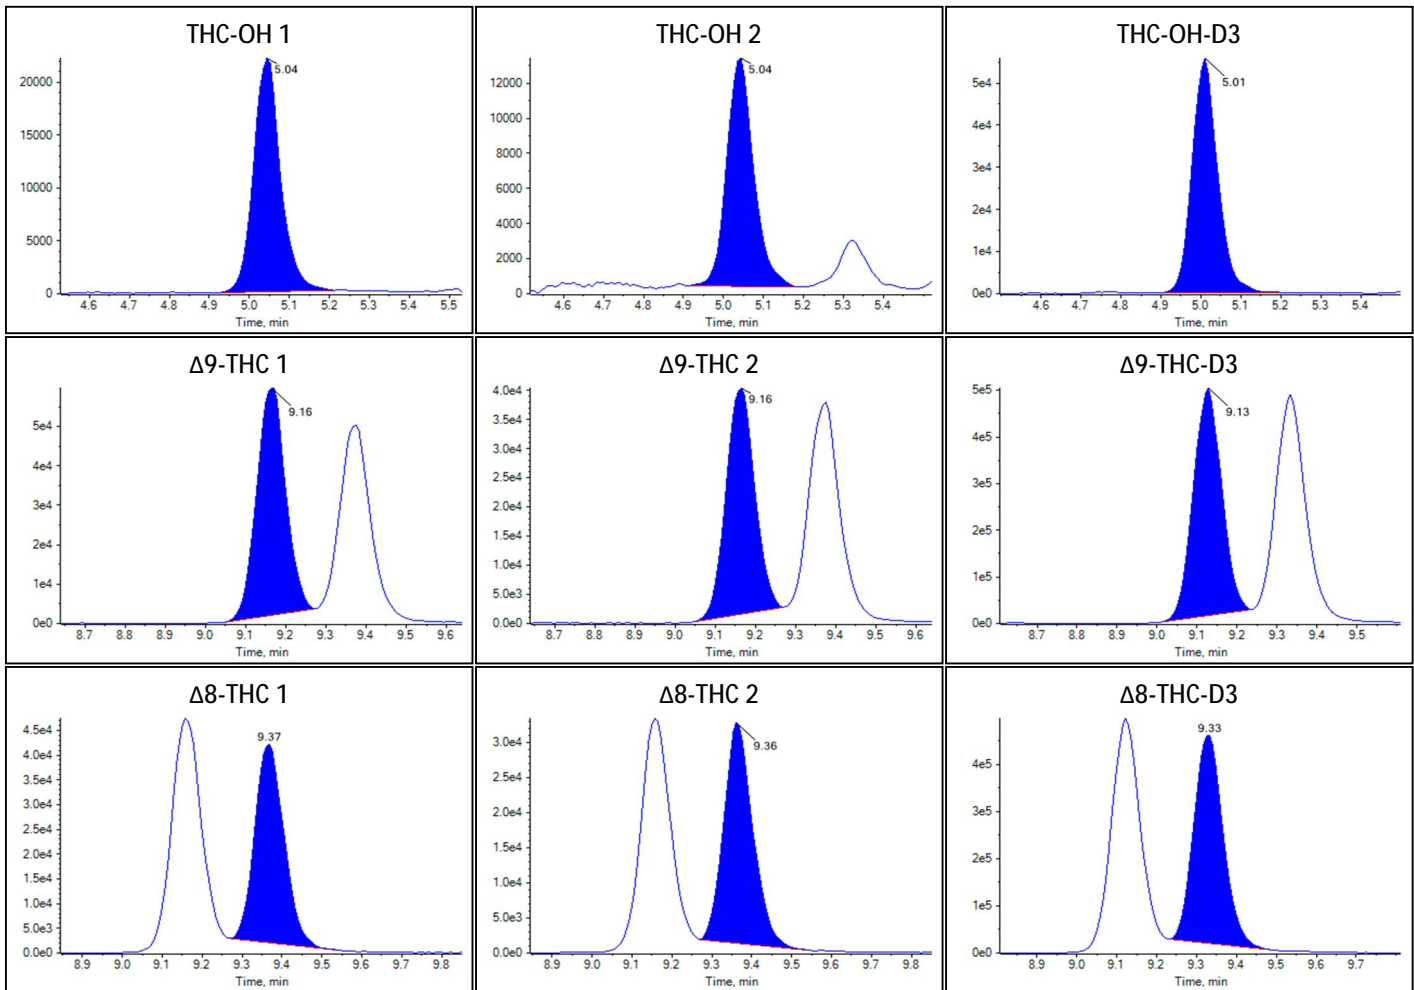 THC-OH 1
5.04
20000
15000
10000
5000
0
4.6 4.7 4.8 4.9 5.0 5.1 5.2 5.3 5.4 5.5
Time, min
THC-OH 2
5.04
12000
10000
8000
6000
4000
2000
0
4.6 4.7 4.8 4.9 5.0 5.1 5.2 5.3 5.4
Time, min
THC-OH-D3
5.01
5e4
4e4
3e4
2e4
1e4
0e0
4.6 4.7 4.8 4.9 5.0 5.1 5.2 5.3 5.4
Time, min
Δ9-THC 1
9.16
5e4
4e4
3e4
2e4
1e4
0e0
8.7 8.8 8.9 9.0 9.1 9.2 9.3 9.4 9.5 9.6
Time, min
Δ9-THC 2
9.16
4.0e4
3.5e4
3.0e4
2.5e4
2.0e4
1.5e4
1.0e4
5.0e3
0.0e0
8.7 8.8 8.9 9.0 9.1 9.2 9.3 9.4 9.5 9.6
Time, min
Δ9-THC-D3
9.13
5e5
4e5
3e5
2e5
1e5
0e0
8.7 8.8 8.9 9.0 9.1 9.2 9.3 9.4 9.5
Time, min
Δ8-THC 1
9.37
4.5e4
4.0e4
3.5e4
3.0e4
2.5e4
2.0e4
1.5e4
1.0e4
5.0e3
0.0e0
8.9 9.0 9.1 9.2 9.3 9.4 9.5 9.6 9.7 9.8
Time, min
Δ8-THC 2
9.36
3.0e4
2.5e4
2.0e4
1.5e4
1.0e4
5.0e3
0.0e0
8.9 9.0 9.1 9.2 9.3 9.4 9.5 9.6 9.7 9.8
Time, min
Δ8-THC-D3
9.33
4e5
3e5
2e5
1e5
0e0
8.9 9.0 9.1 9.2 9.3 9.4 9.5 9.6 9.7
Time, min